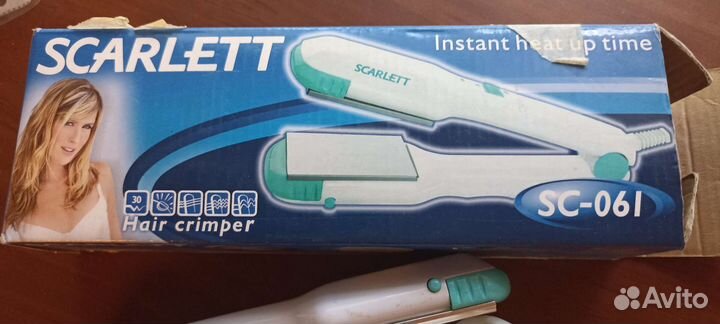 SCARLETT
Instant heat up time
SCARLETT
30
SC-061
Hair crimper
Avito